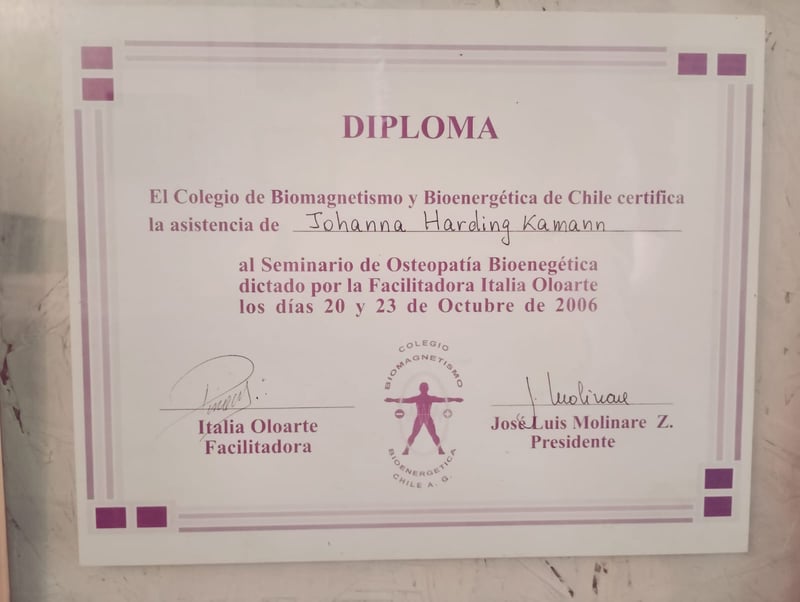 DIPLOMA
El Colegio de Biomagnetismo y Bioenergética de Chile certifica
la asistencia de Johanna Harding Kamann
al Seminario de Osteopatía Bioenegética
dictado por la Facilitadora Italia Oloarte
los días 20 y 23 de Octubre de 2006
COLEGIO
BIOMAGNETISMO
BIOENERGETICA
CHILE A. G.
Italia Oloarte
Facilitadora
J. Molinare
José Luis Molinare Z.
Presidente